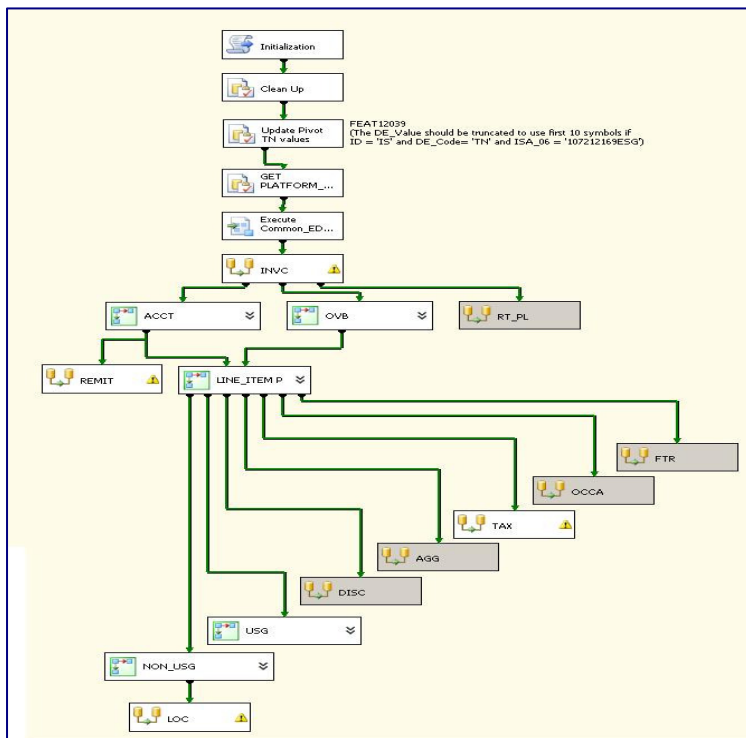 Initialization
Clean Up
Update Pivot
TN values
FEAT12039
(The DE_Value should be truncated to use first 10 symbols if
ID = 'IS' and DE_Code= 'TN' and ISA_06 = '107212169ESG')
GET
PLATFORM_...
Execute
Common_ED...
INVC
ACCT
OVB
RT_PL
REMIT
LINE_ITEM P
FTR
OCCA
TAX
AGG
DISC
USG
NON_USG
LOC